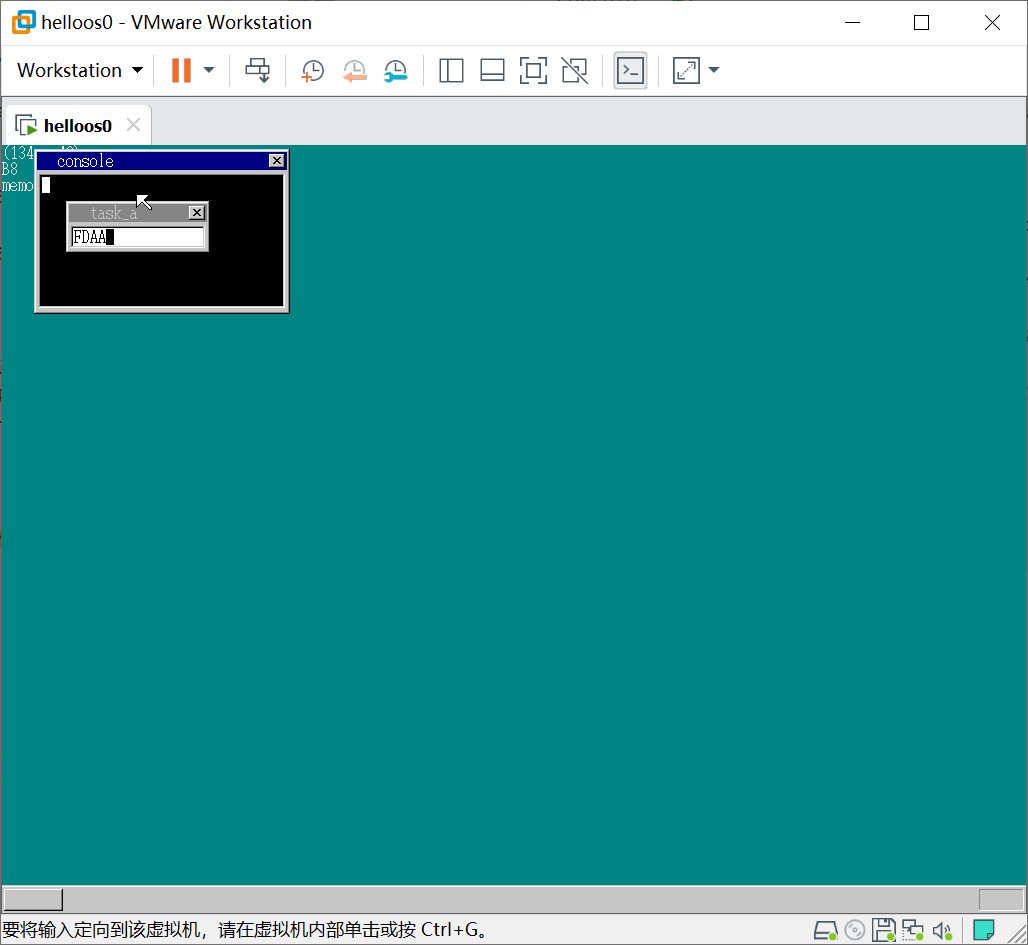 helloos0 - VMware Workstation
Workstation
helloos0
(134
B8
memo
console
task_a
FDAA
要将输入定向到该虚拟机，请在虚拟机内部单击或按 Ctrl+G。